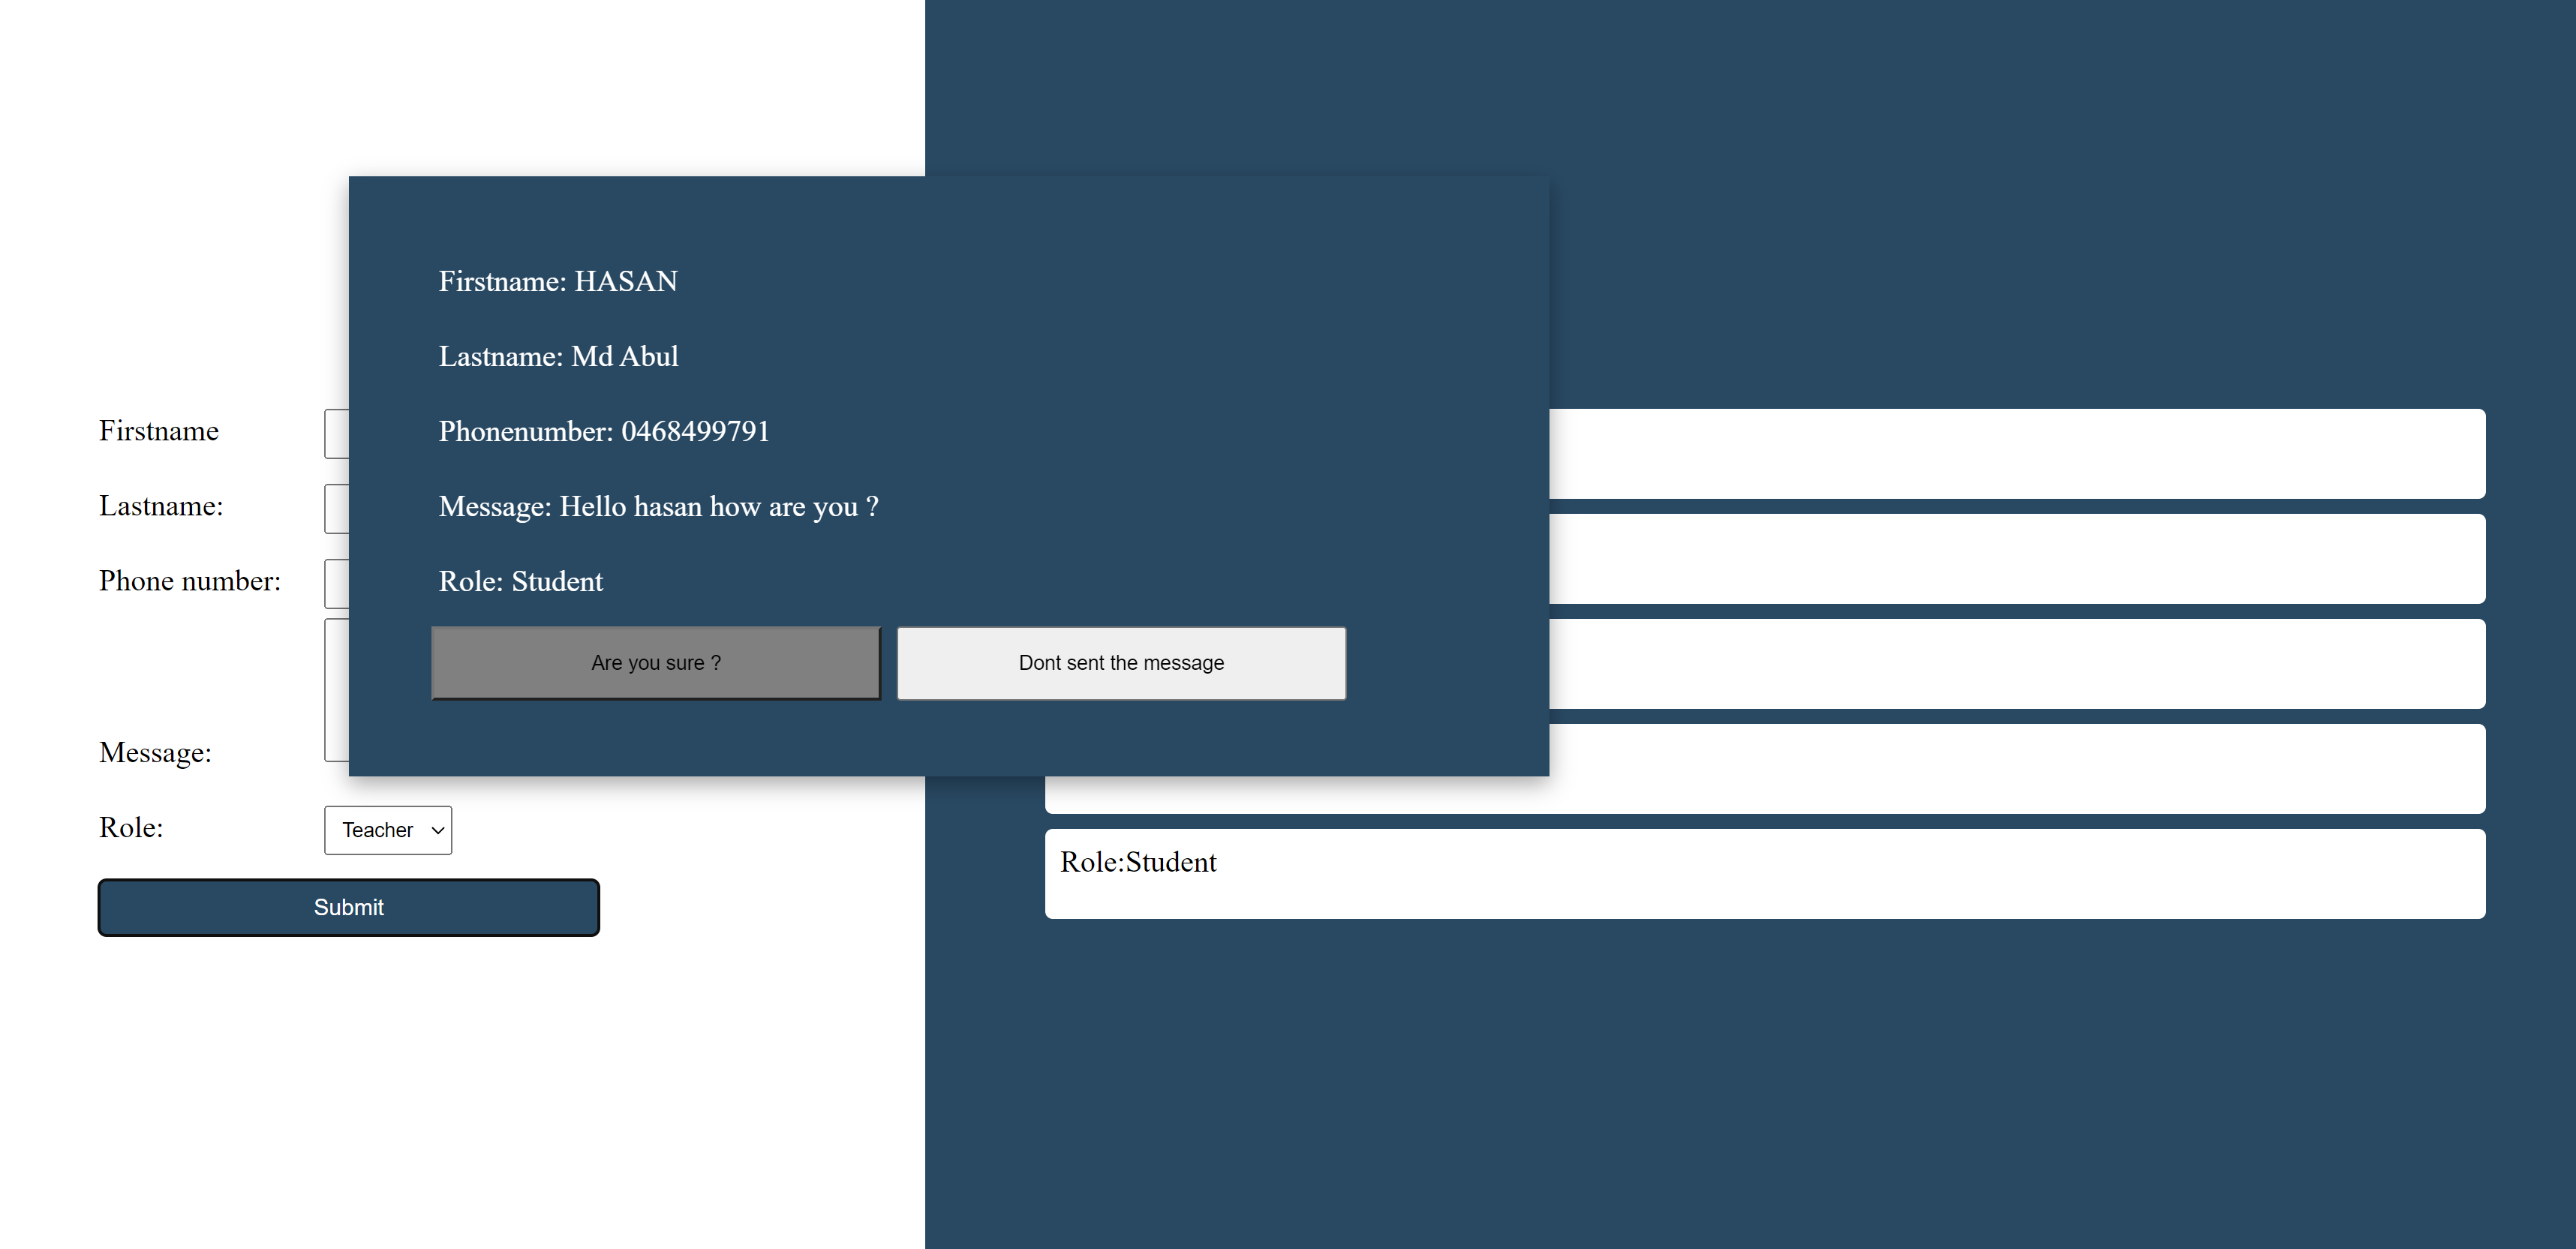 Firstname: HASAN
Lastname: Md Abul
Phonenumber: 0468499791
Message: Hello hasan how are you ?
Role: Student
Are you sure ?
Dont sent the message
Firstname
Lastname:
Phone number:
Message:
Role:
Teacher
Submit
Role:Student